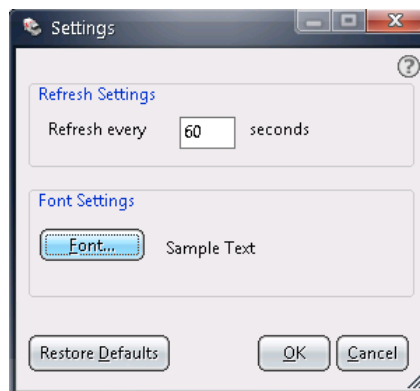 Settings
?
Refresh Settings
Refresh every 60 seconds
Font Settings
Font... Sample Text
Restore Defaults OK Cancel